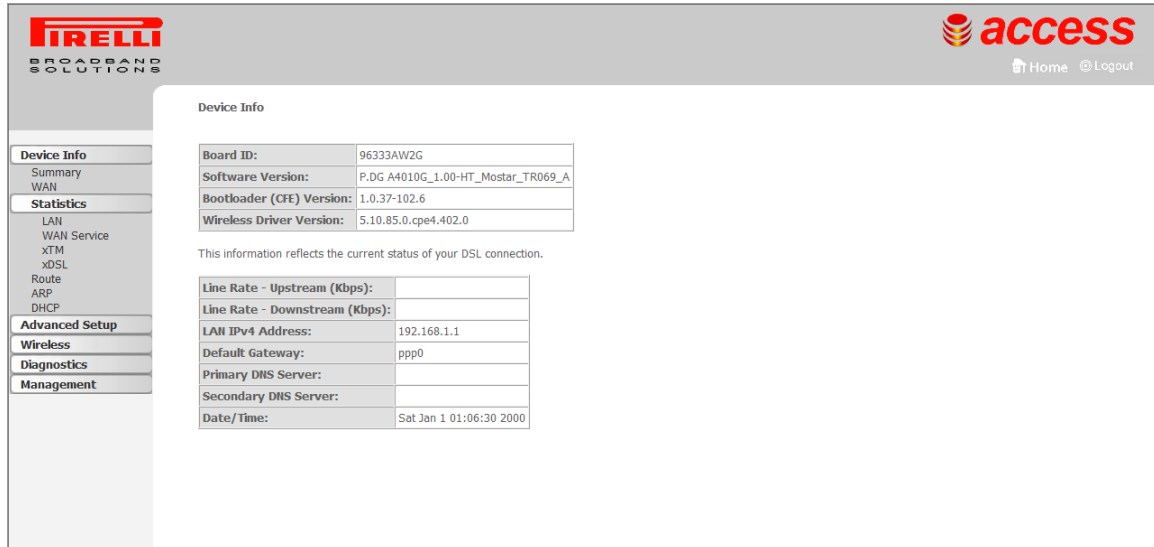 PIRELLI
BROADBAND
SOLUTIONS
access
Home Logout
Device Info
Summary
WAN
Statistics
LAN
WAN Service
xTM
xDSL
Route
ARP
DHCP
Advanced Setup
Wireless
Diagnostics
Management
Device Info
Board ID: 96333AW2G
Software Version: P.DG A4010G_1.00-HT_Mostar_TR069_A
Bootloader (CFE) Version: 1.0.37-102.6
Wireless Driver Version: 5.10.85.0.cpe4.402.0
This information reflects the current status of your DSL connection.
Line Rate - Upstream (Kbps):
Line Rate - Downstream (Kbps):
LAN IPv4 Address: 192.168.1.1
Default Gateway: ppp0
Primary DNS Server:
Secondary DNS Server:
Date/Time: Sat Jan 1 01:06:30 2000